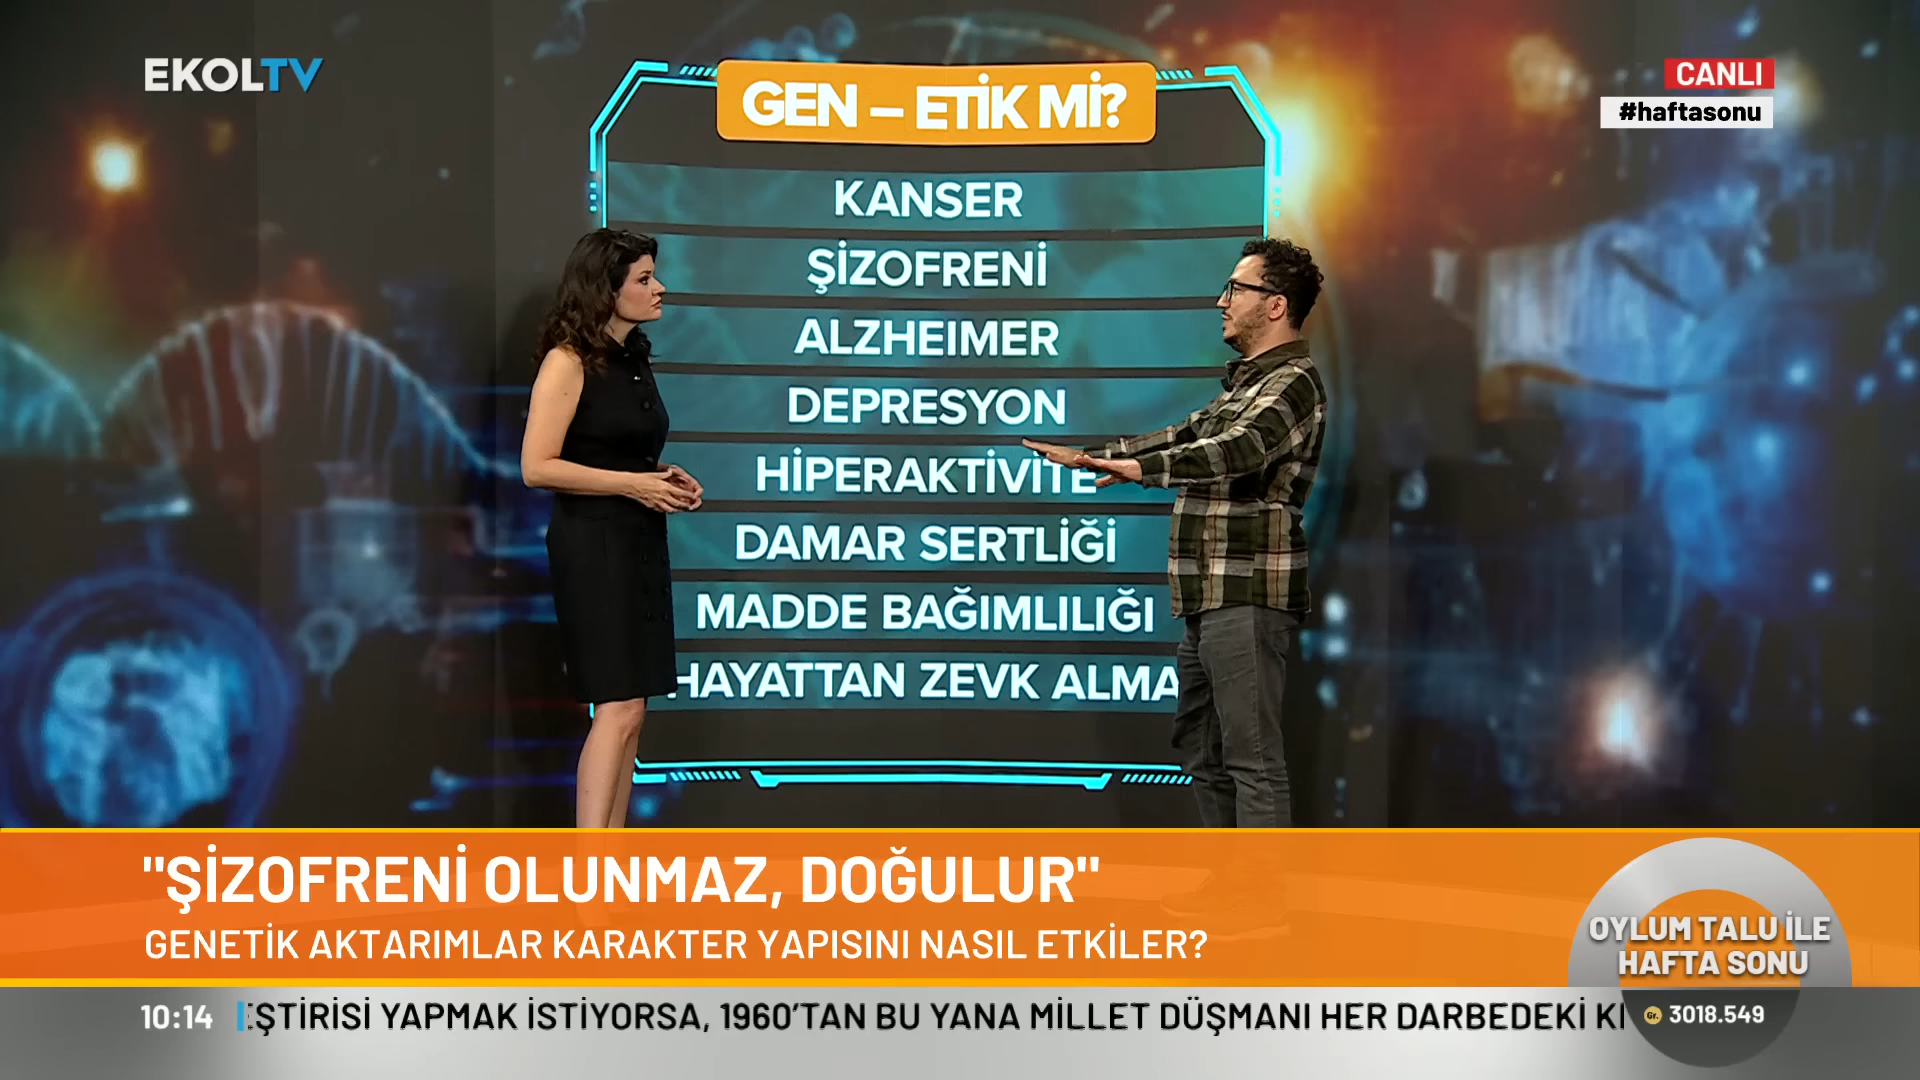 EKOLTV
CANLI
#haftasonu
GEN – ETİK Mİ?
KANSER
ŞİZOFRENİ
ALZHEIMER
DEPRESYON
HİPERAKTİVİTE
DAMAR SERTLİĞİ
MADDE BAĞIMLILIĞI
HAYATTAN ZEVK ALMA
"ŞİZOFRENİ OLUNMAZ, DOĞULUR"
GENETİK AKTARIMLAR KARAKTER YAPISINI NASIL ETKİLER?
OYLUM TALU İLE
HAFTA SONU
10:14
EŞTİRİSİ YAPMAK İSTİYORSA, 1960'TAN BU YANA MİLLET DÜŞMANI HER DARBEDEKİ
Gr. 3018.549